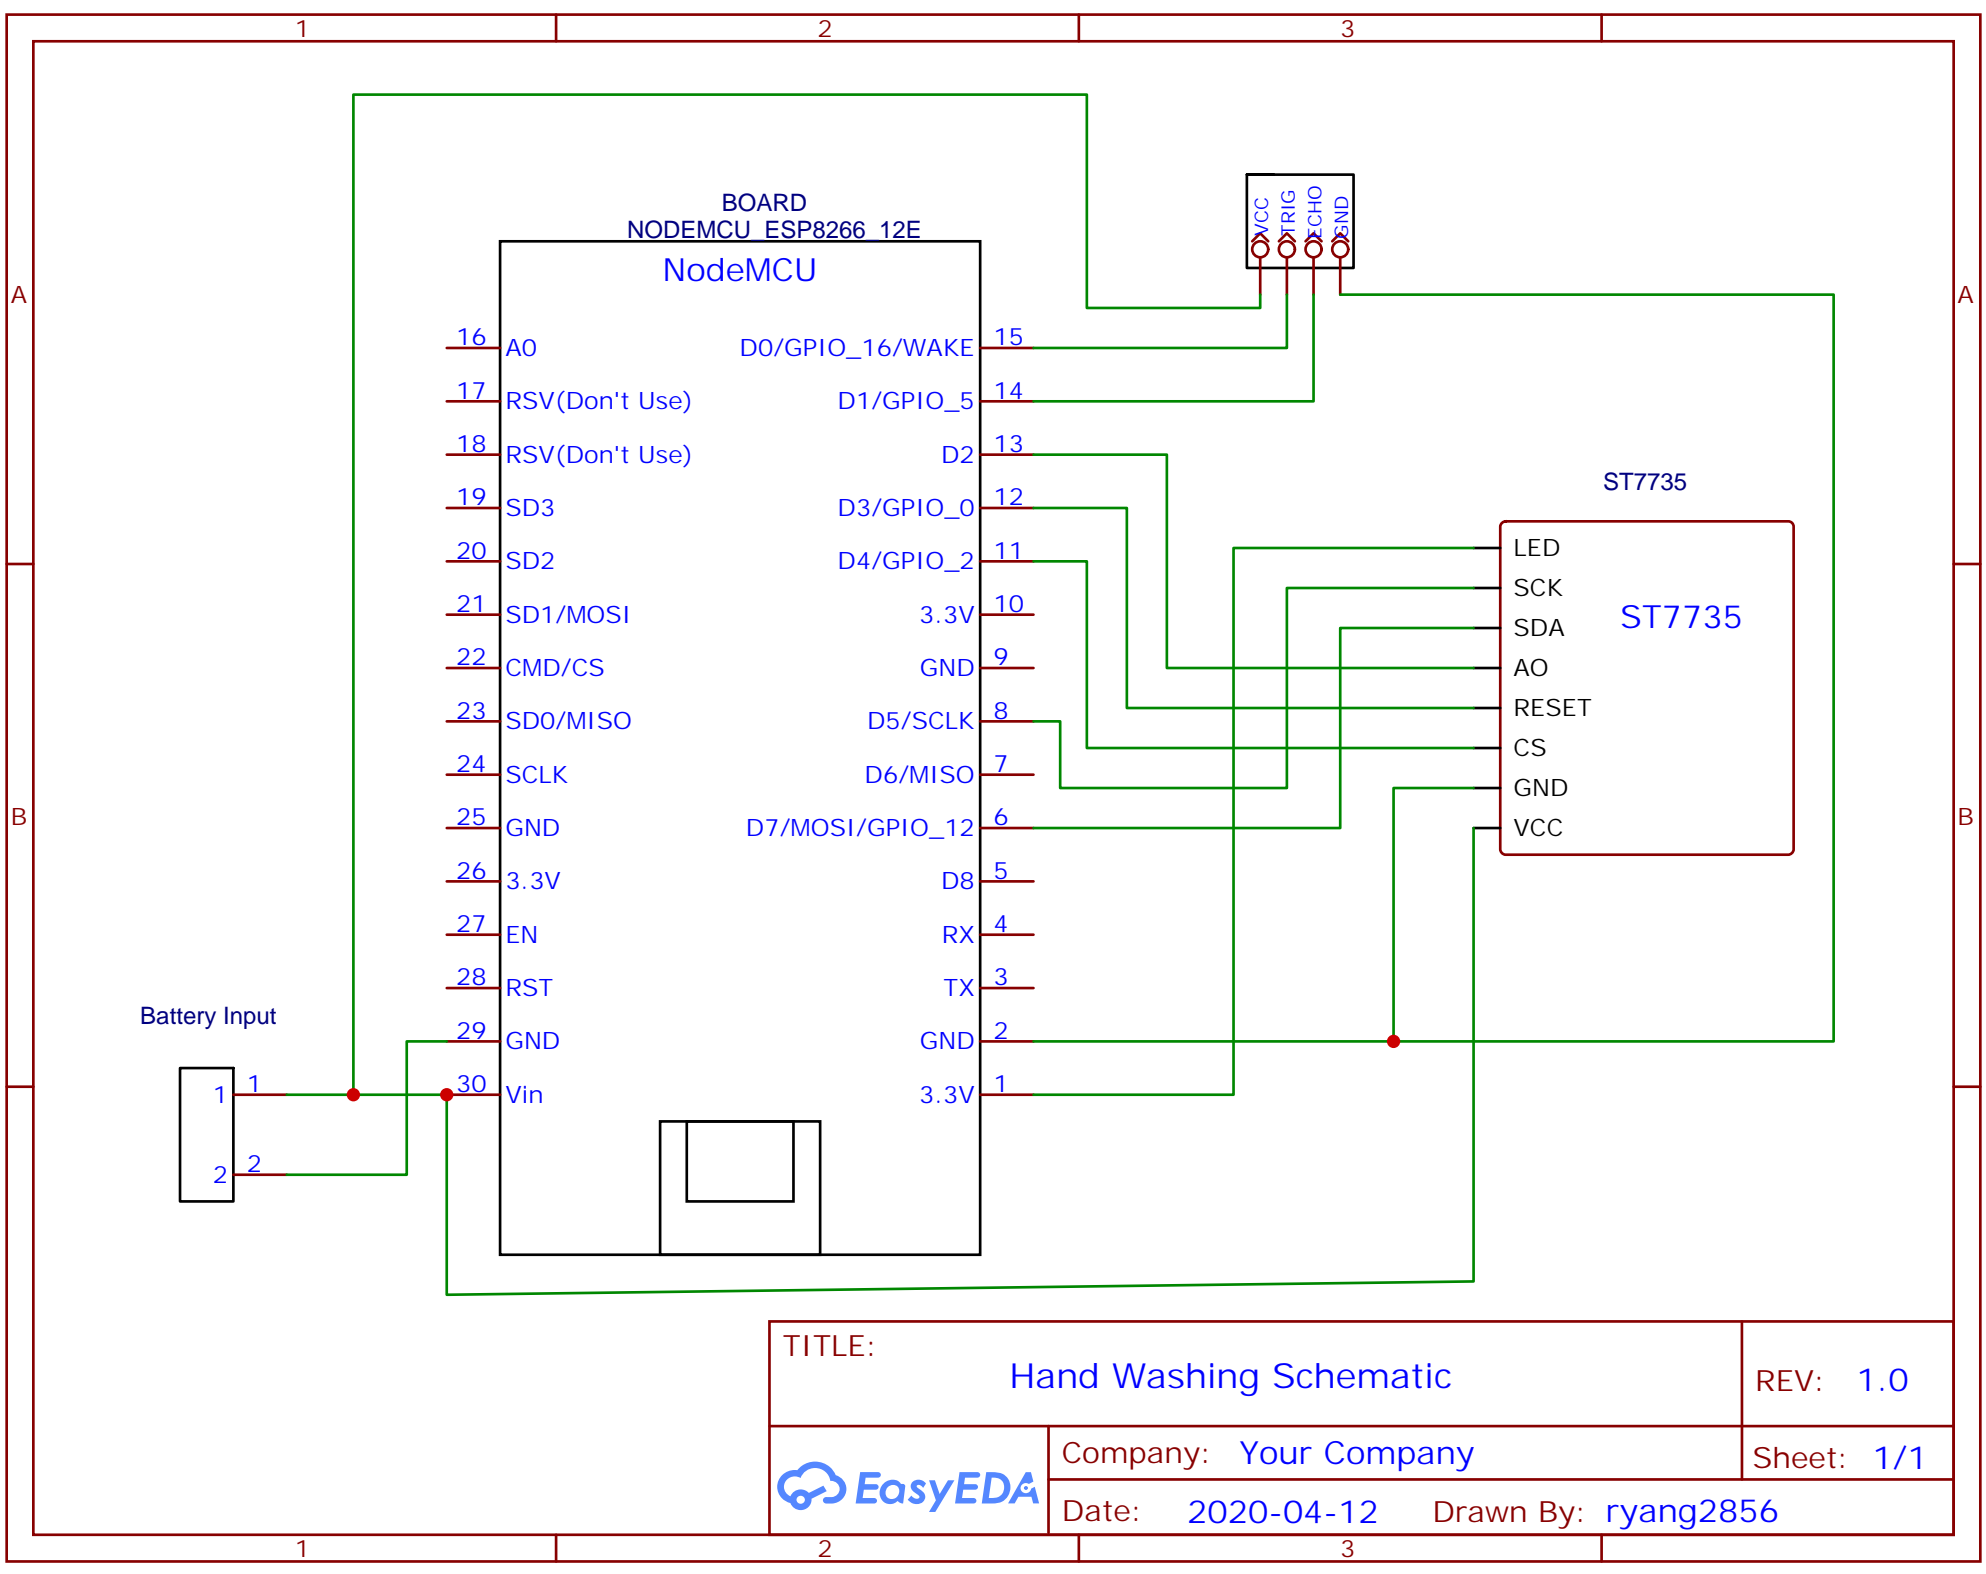 1 2 3
A
A
B
B
BOARD
NODEMCU_ESP8266_12E
NodeMCU
16 A0
17 RSV(Don't Use)
18 RSV(Don't Use)
19 SD3
20 SD2
21 SD1/MOSI
22 CMD/CS
23 SD0/MISO
24 SCLK
25 GND
26 3.3V
27 EN
28 RST
29 GND
30 Vin
D0/GPIO_16/WAKE 15
D1/GPIO_5 14
D2 13
D3/GPIO_0 12
D4/GPIO_2 11
3.3V 10
GND 9
D5/SCLK 8
D6/MISO 7
D7/MOSI/GPIO_12 6
D8 5
RX 4
TX 3
GND 2
3.3V 1
VCC
TRIG
ECHO
GND
ST7735
ST7735
LED
SCK
SDA
AO
RESET
CS
GND
VCC
Battery Input
1 1
2 2
TITLE:
Hand Washing Schematic
REV: 1.0
EasyEDA
Company: Your Company
Sheet: 1/1
Date: 2020-04-12 Drawn By: ryang2856
1 2 3